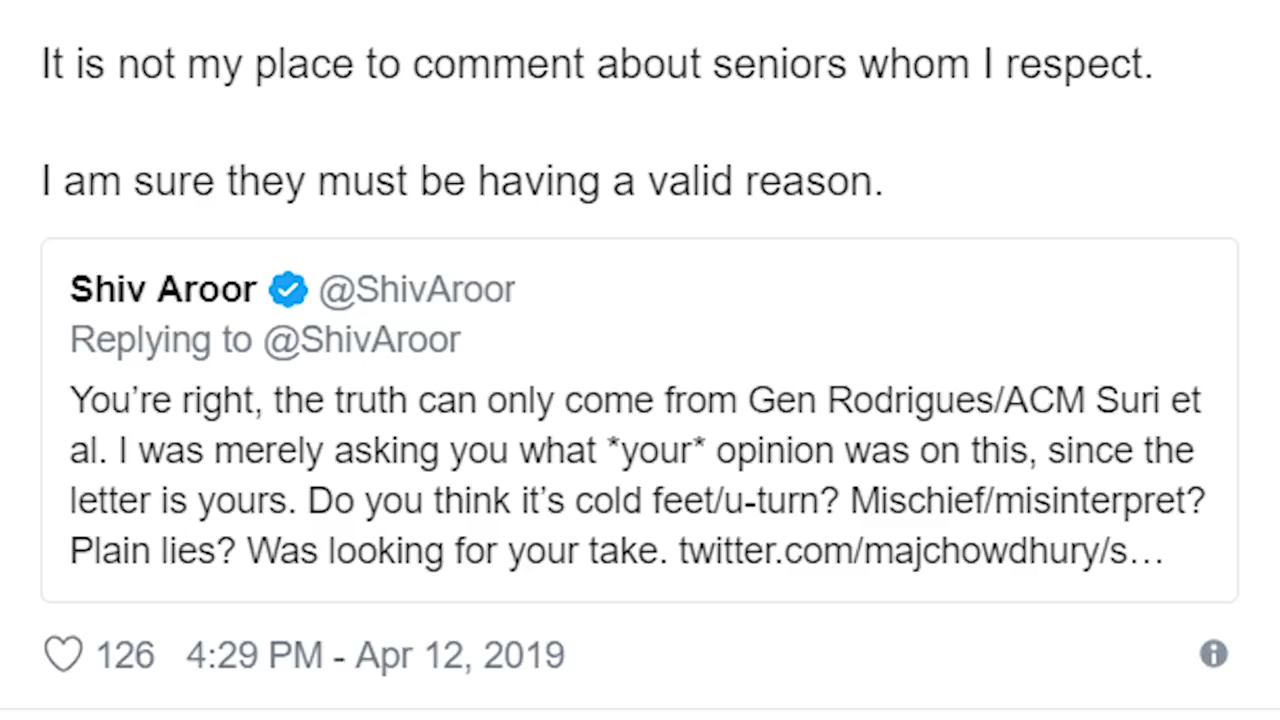 It is not my place to comment about seniors whom I respect.
I am sure they must be having a valid reason.
Shiv Aroor @ShivAroor
Replying to @ShivAroor
You’re right, the truth can only come from Gen Rodrigues/ACM Suri et
al. I was merely asking you what *your* opinion was on this, since the
letter is yours. Do you think it’s cold feet/u-turn? Mischief/misinterpret?
Plain lies? Was looking for your take. twitter.com/majchowdhury/s…
126 4:29 PM - Apr 12, 2019